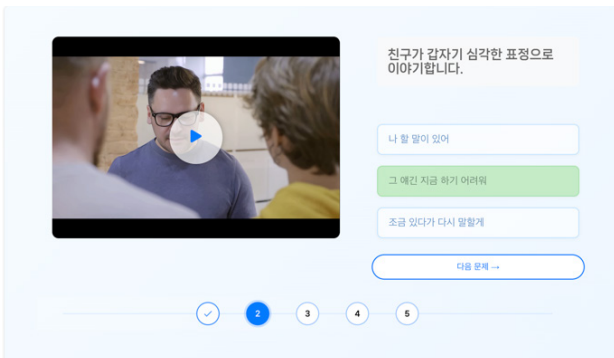 친구가 갑자기 심각한 표정으로
이야기합니다.
나 할 말이 있어
그 얘긴 지금 하기 어려워
조금 있다가 다시 말할게
다음 문제 →
2
3
4
5